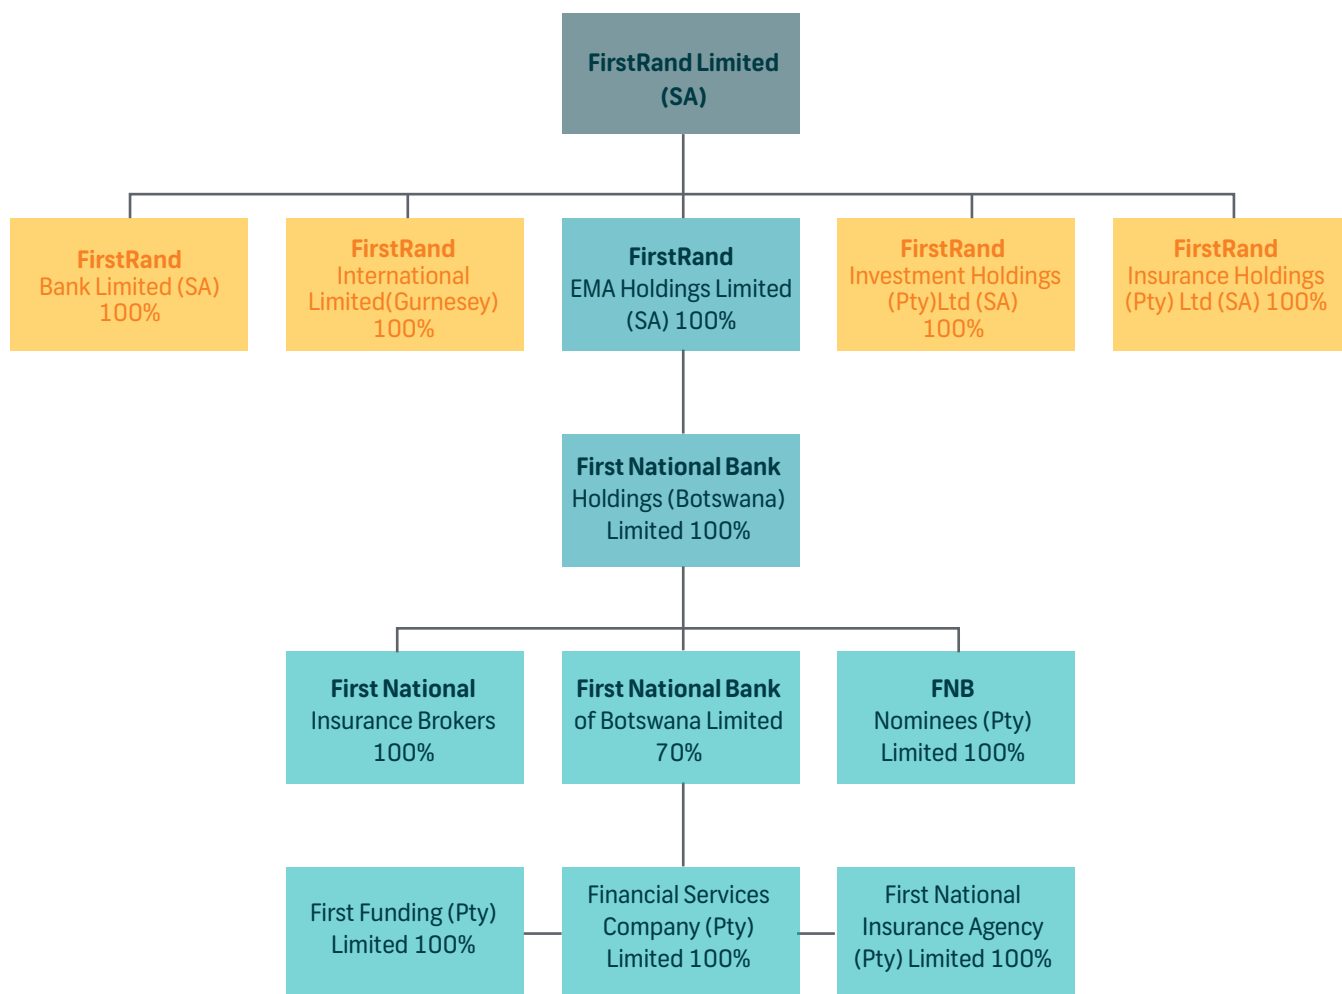 FirstRand Limited
(SA)
FirstRand
Bank Limited (SA)
100%
FirstRand
International
Limited(Gurnesey)
100%
FirstRand
EMA Holdings Limited
(SA) 100%
FirstRand
Investment Holdings
(Pty)Ltd (SA)
100%
FirstRand
Insurance Holdings
(Pty) Ltd (SA) 100%
First National Bank
Holdings (Botswana)
Limited 100%
First National
Insurance Brokers
100%
First National Bank
of Botswana Limited
70%
FNB
Nominees (Pty)
Limited 100%
First Funding (Pty)
Limited 100%
Financial Services
Company (Pty)
Limited 100%
First National
Insurance Agency
(Pty) Limited 100%